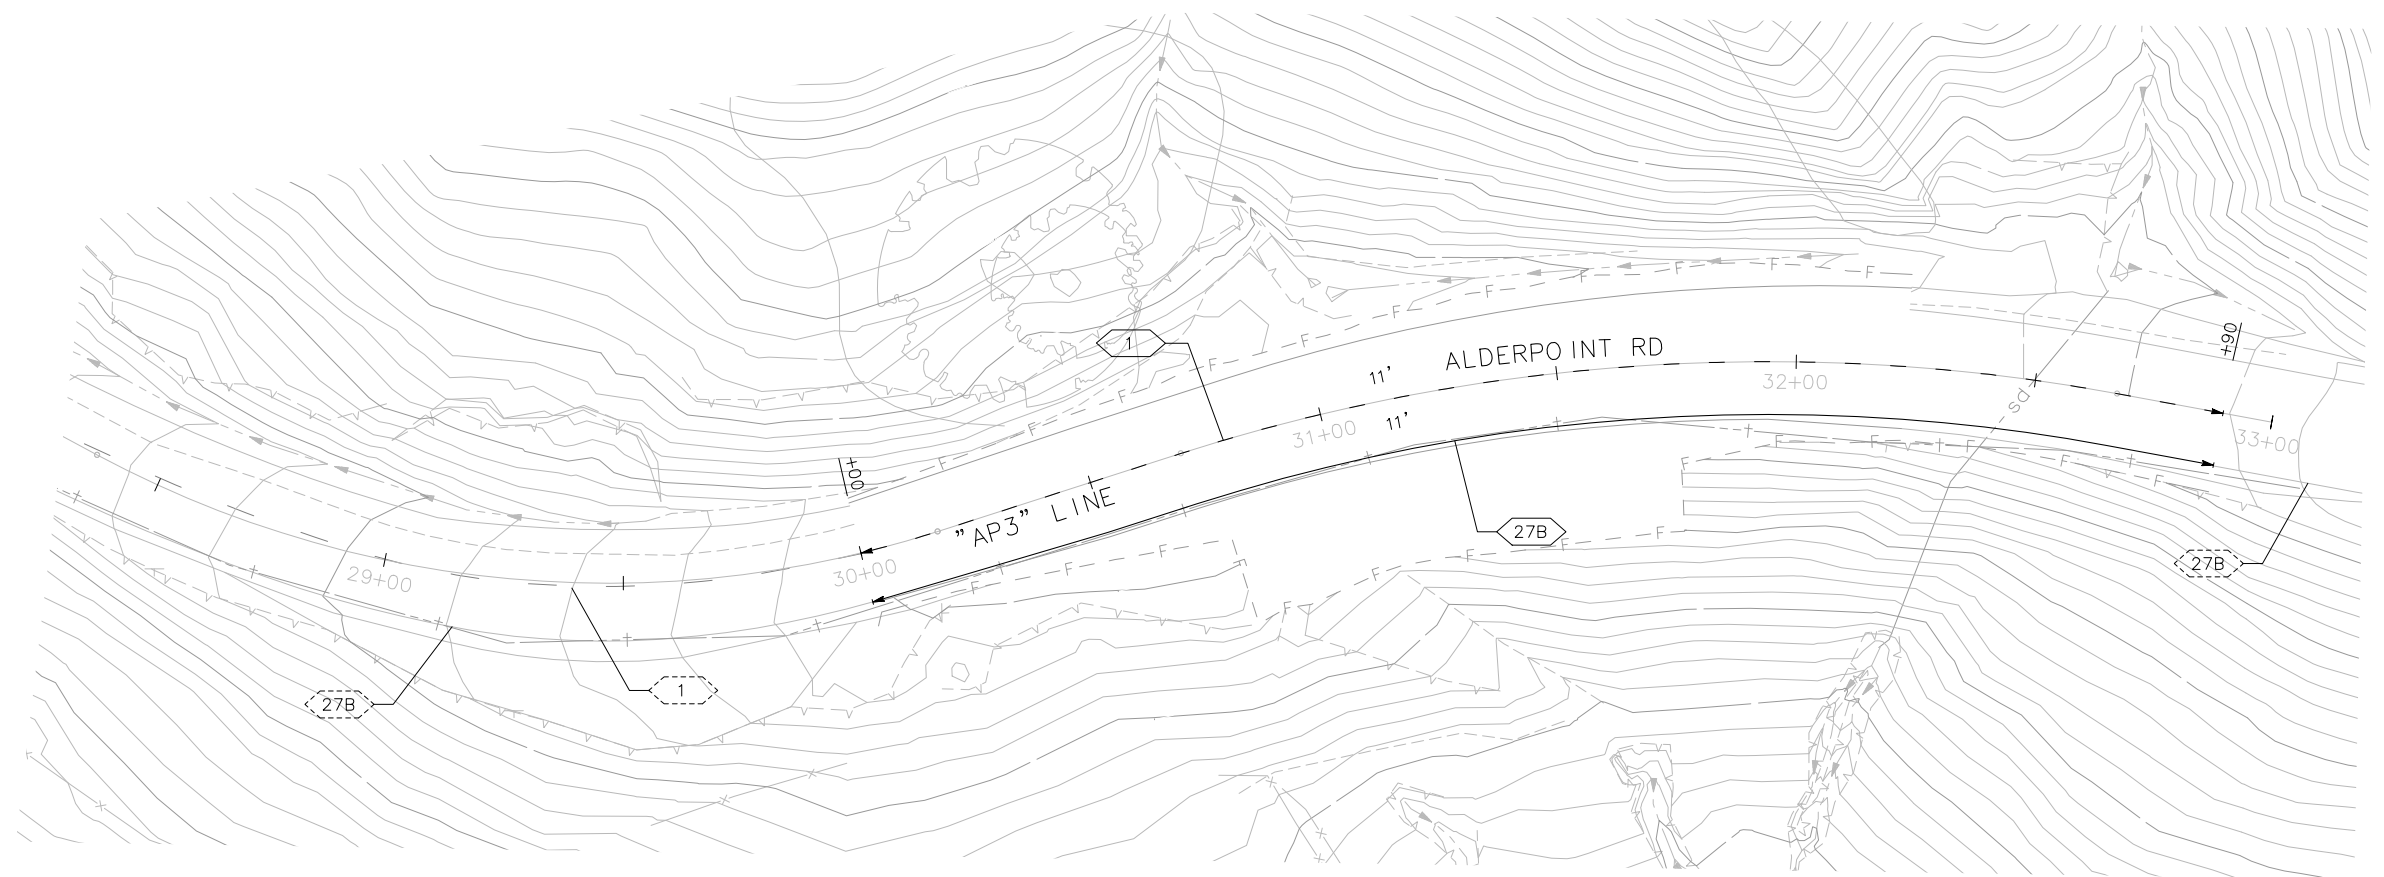 +90
1
11'
ALDERPOINT RD
32+00
SD
11'
31+00
33+00
+00
"AP3" LINE
27B
27B
29+00
30+00
27B
1
F F F F F F F F F F F F F F F F F F F F F F F